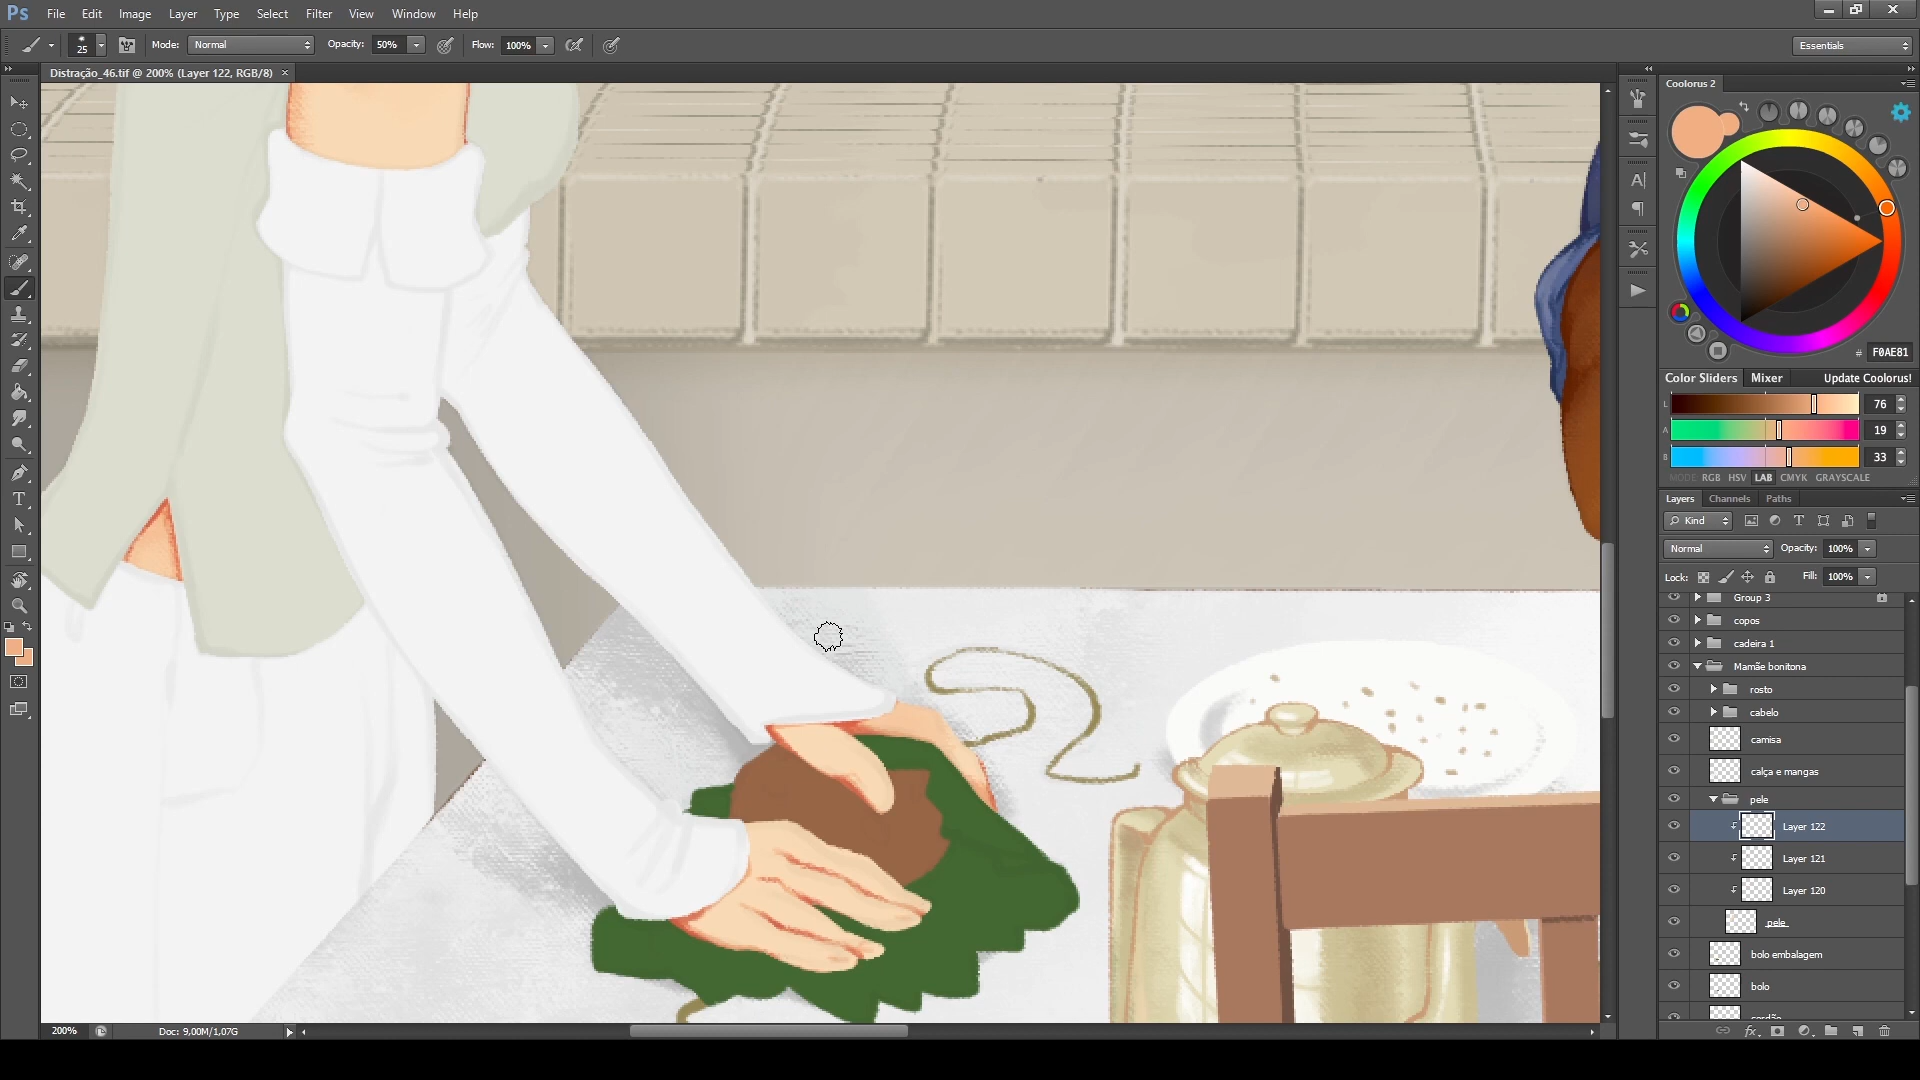 Ps File Edit Image Layer Type Select Filter View Window Help
25 Mode: Normal Opacity: 50% Flow: 100% Essentials
Distração_46.tif @ 200% (Layer 122, RGB/8) ×
Coolorus 2
# F0AE81
Color Sliders Mixer Update Coolorus!
L 76
A 19
B 33
MODE RGB HSV LAB CMYK GRAYSCALE
Layers Channels Paths
Kind
Normal Opacity: 100%
Lock: Fill: 100%
Group 3
copos
cadeira 1
Mamãe bonitona
rosto
cabelo
camisa
calça e mangas
pele
Layer 122
Layer 121
Layer 120
pele
bolo embalagem
bolo
cordão
200% Doc: 9,00M/1,07G